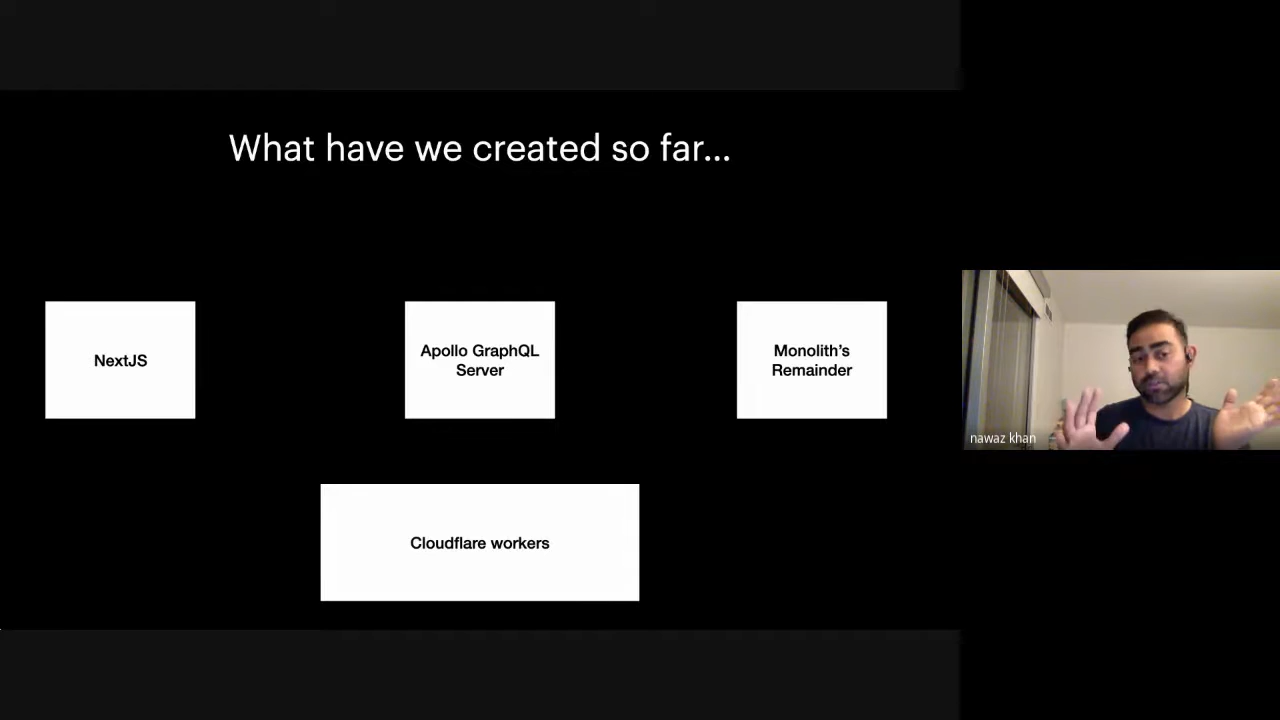 What have we created so far...
NextJS
Apollo GraphQL
Server
Monolith’s
Remainder
Cloudflare workers
nawaz khan